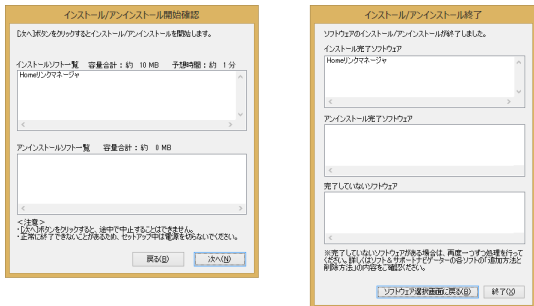 インストール/アンインストール開始確認
[次へ]ボタンをクリックするとインストール/アンインストールを開始します。
インストールソフト一覧 容量合計：約 10 MB 予想時間：約 1 分
Homeリンクマネージャ
アンインストールソフト一覧 容量合計：約 0 MB
＜注意＞
・[次へ]ボタンをクリックすると、途中で中止することはできません。
・正常に終了できないことがあるため、セットアップ中は電源を切らないでください。
戻る(B)
次へ(N)
インストール/アンインストール終了
ソフトウェアのインストール/アンインストールが終了しました。
インストール完了ソフトウェア
Homeリンクマネージャ
アンインストール完了ソフトウェア
完了していないソフトウェア
※完了していないソフトウェアがある場合は、再度一つずつ処理を行って
ください。詳しくはソフト＆サポートナビゲーターの各ソフトの「追加方法と
削除方法」の内容をご確認ください。
ソフトウェア選択画面に戻る(B)
終了(X)